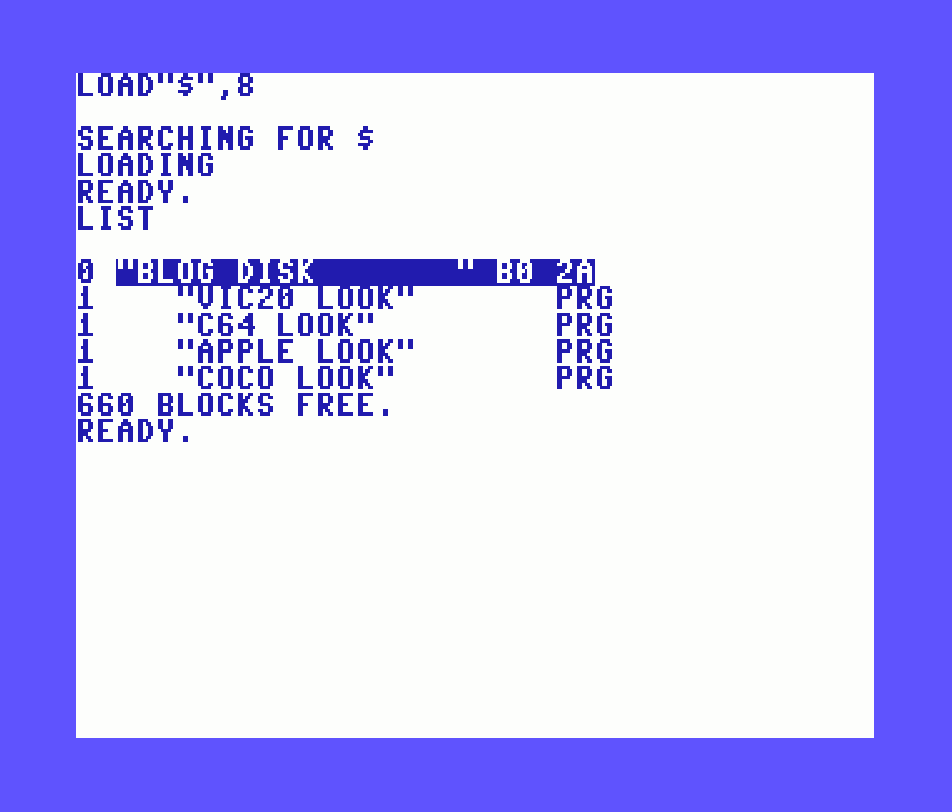 LOAD"$",8
SEARCHING FOR $
LOADING
READY.
LIST
0 "BLOG DISK       " B0 2A
1    "VIC20 LOOK"       PRG
1    "C64 LOOK"         PRG
1    "APPLE LOOK"       PRG
1    "COCO LOOK"        PRG
660 BLOCKS FREE.
READY.